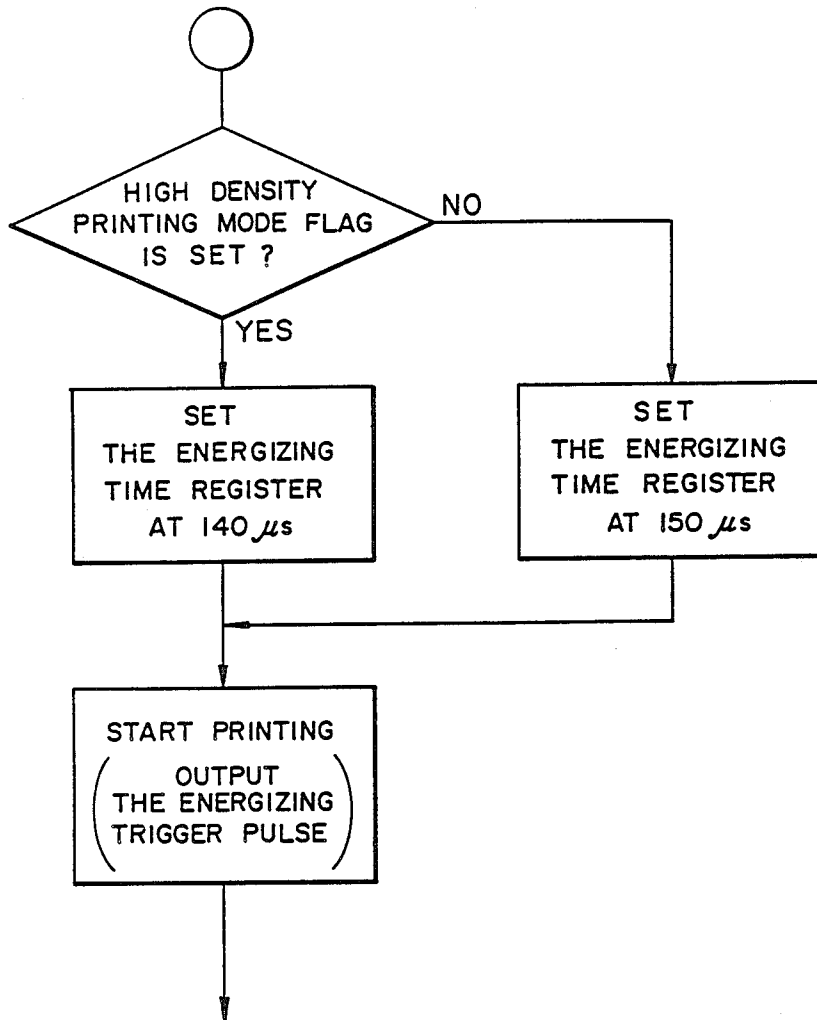 HIGH DENSITY
PRINTING MODE FLAG
IS SET ?
NO
YES
SET
THE ENERGIZING
TIME REGISTER
AT 140 μs
SET
THE ENERGIZING
TIME REGISTER
AT 150 μs
START PRINTING
( OUTPUT
THE ENERGIZING
TRIGGER PULSE )